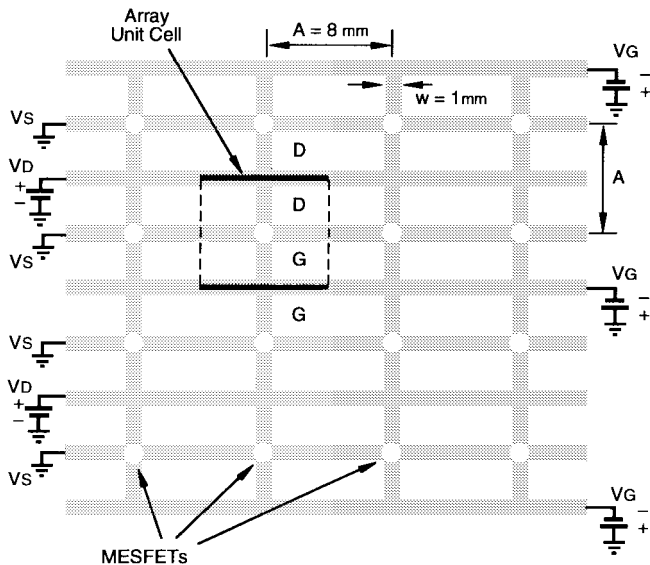 Array
Unit Cell
A = 8 mm
VG
−
+
w = 1mm
VS
D
VD
+
−
D
A
VS
G
VG
−
+
G
VS
VD
+
−
VS
VG
−
+
MESFETs